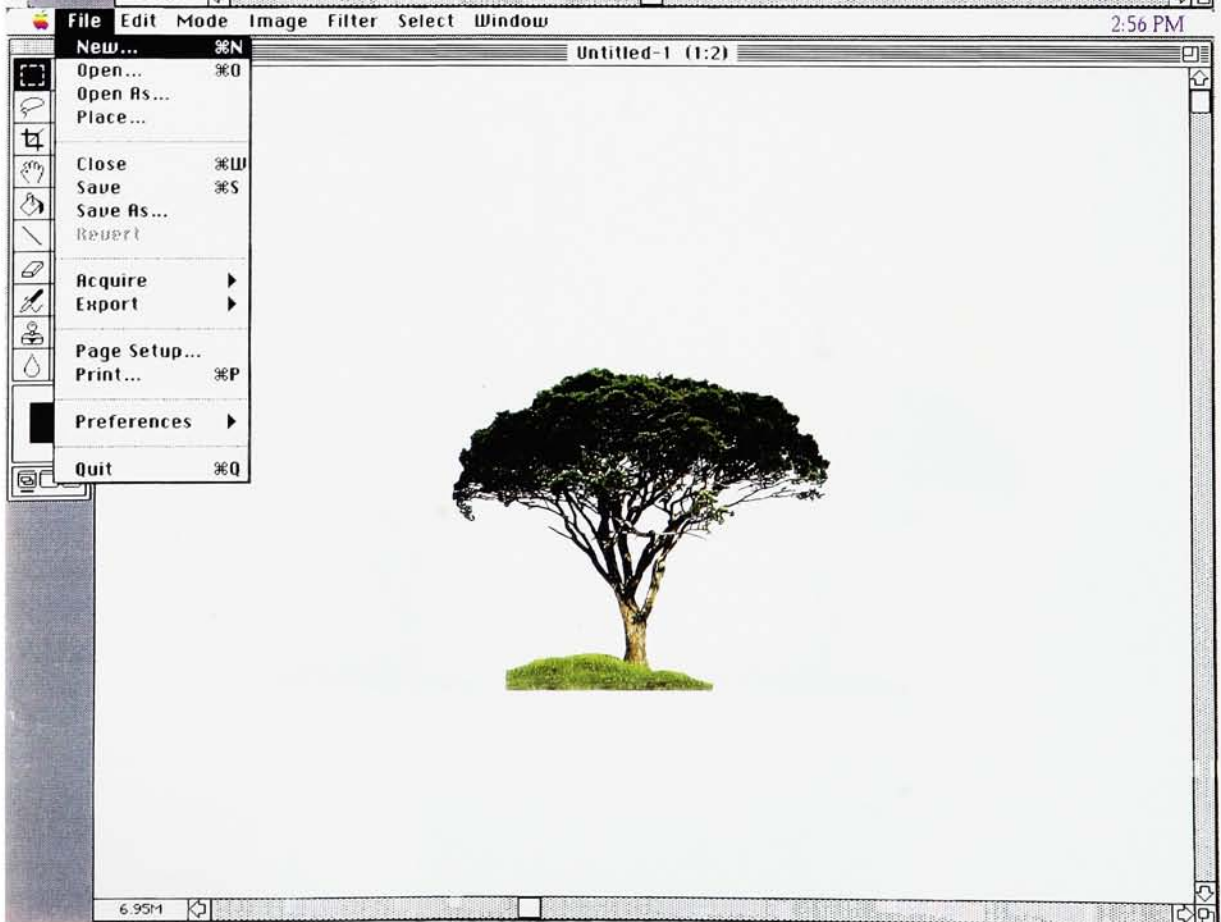 File Edit Mode Image Filter Select Window
2:56 PM
Untitled-1 (1:2)
New... ⌘N
Open... ⌘O
Open As...
Place...
Close ⌘W
Save ⌘S
Save As...
Revert
Acquire
Export
Page Setup...
Print... ⌘P
Preferences
Quit ⌘Q
6.95M